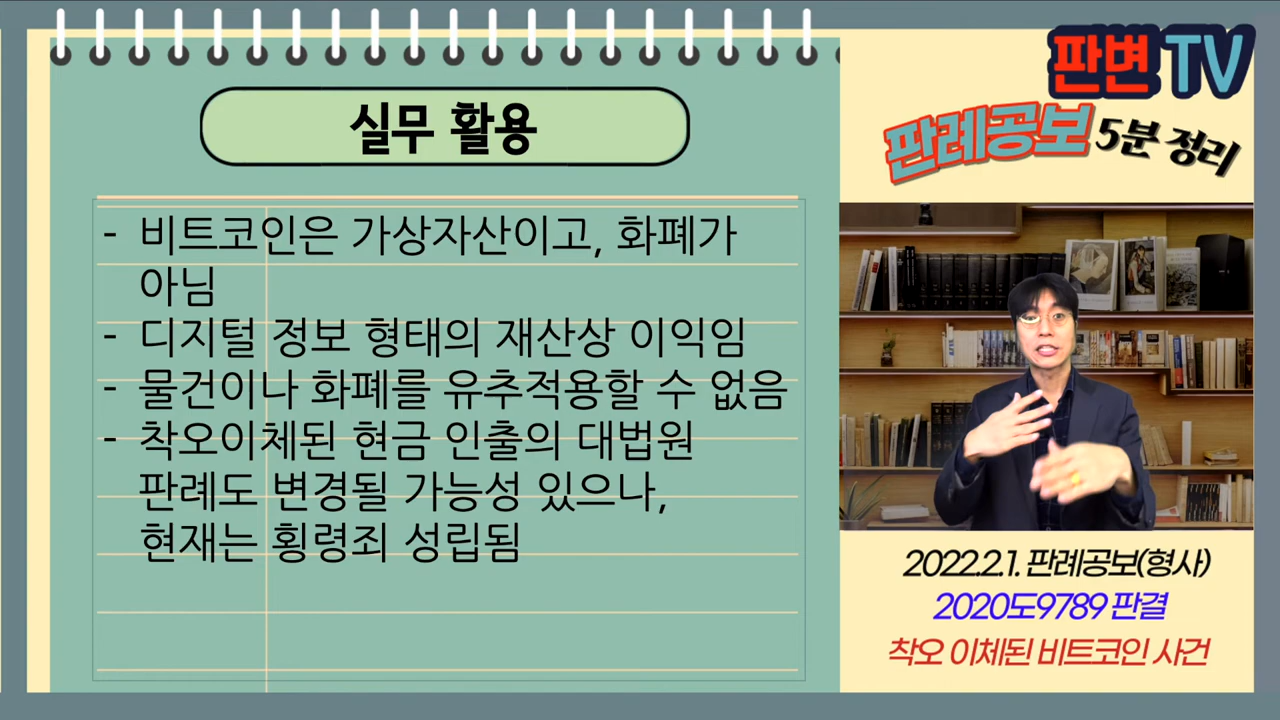 실무 활용
- 비트코인은 가상자산이고, 화폐가
아님
- 디지털 정보 형태의 재산상 이익임
- 물건이나 화폐를 유추적용할 수 없음
- 착오이체된 현금 인출의 대법원
판례도 변경될 가능성 있으나,
현재는 횡령죄 성립됨
판변 TV
판례공보 5분 정리
2022.2.1. 판례공보(형사)
2020도9789 판결
착오 이체된 비트코인 사건